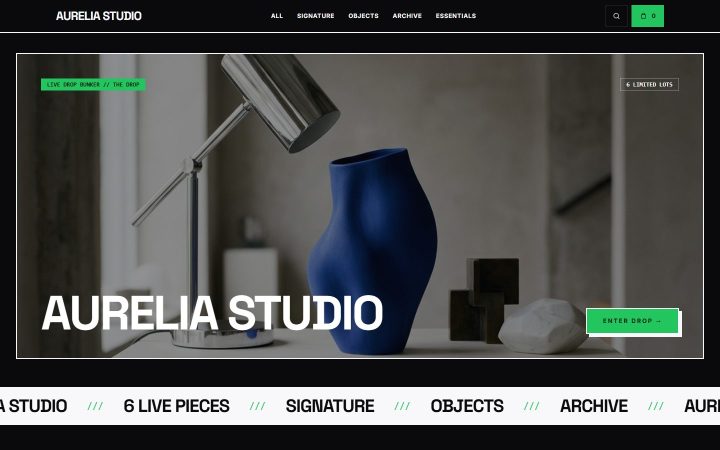 AURELIA STUDIO
ALL SIGNATURE OBJECTS ARCHIVE ESSENTIALS
0
LIVE DROP BUNKER // THE DROP
6 LIMITED LOTS
AURELIA STUDIO
ENTER DROP →
A STUDIO /// 6 LIVE PIECES /// SIGNATURE /// OBJECTS /// ARCHIVE /// AURE